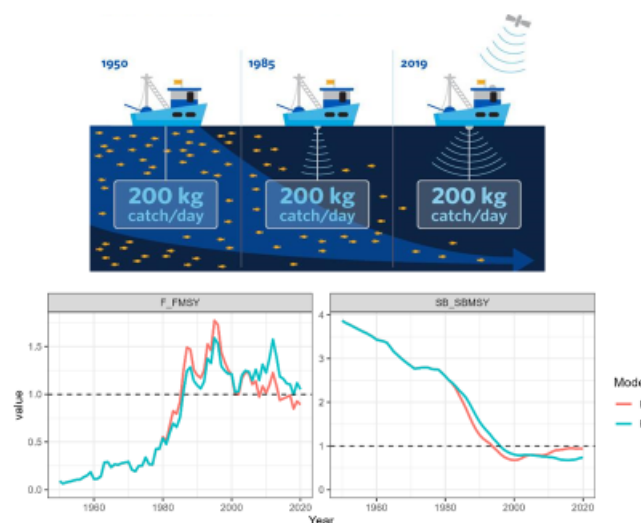 1950 1985 2019
200 kg 200 kg 200 kg
catch/day catch/day catch/day
F_FMSY SB_SBMSY
value
1.5
1.0
0.5
0.0
4
3
2
1
0
1960 1980 2000 2020 1960 1980 2000 2020
Year
Mode